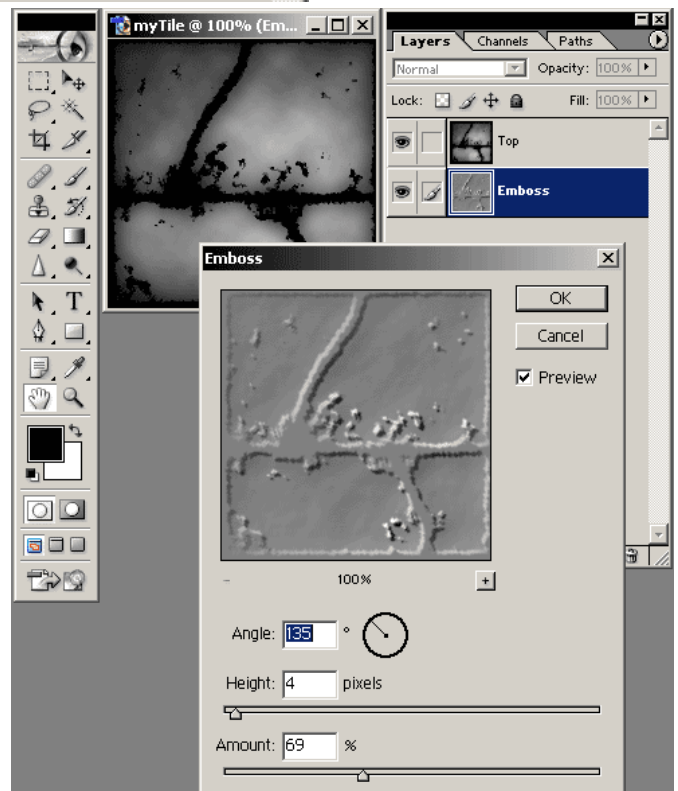 myTile @ 100% (Em...
Layers Channels Paths
Normal Opacity: 100%
Lock: Fill: 100%
Top
Emboss
Emboss
OK
Cancel
Preview
100%
Angle: 135 °
Height: 4 pixels
Amount: 69 %